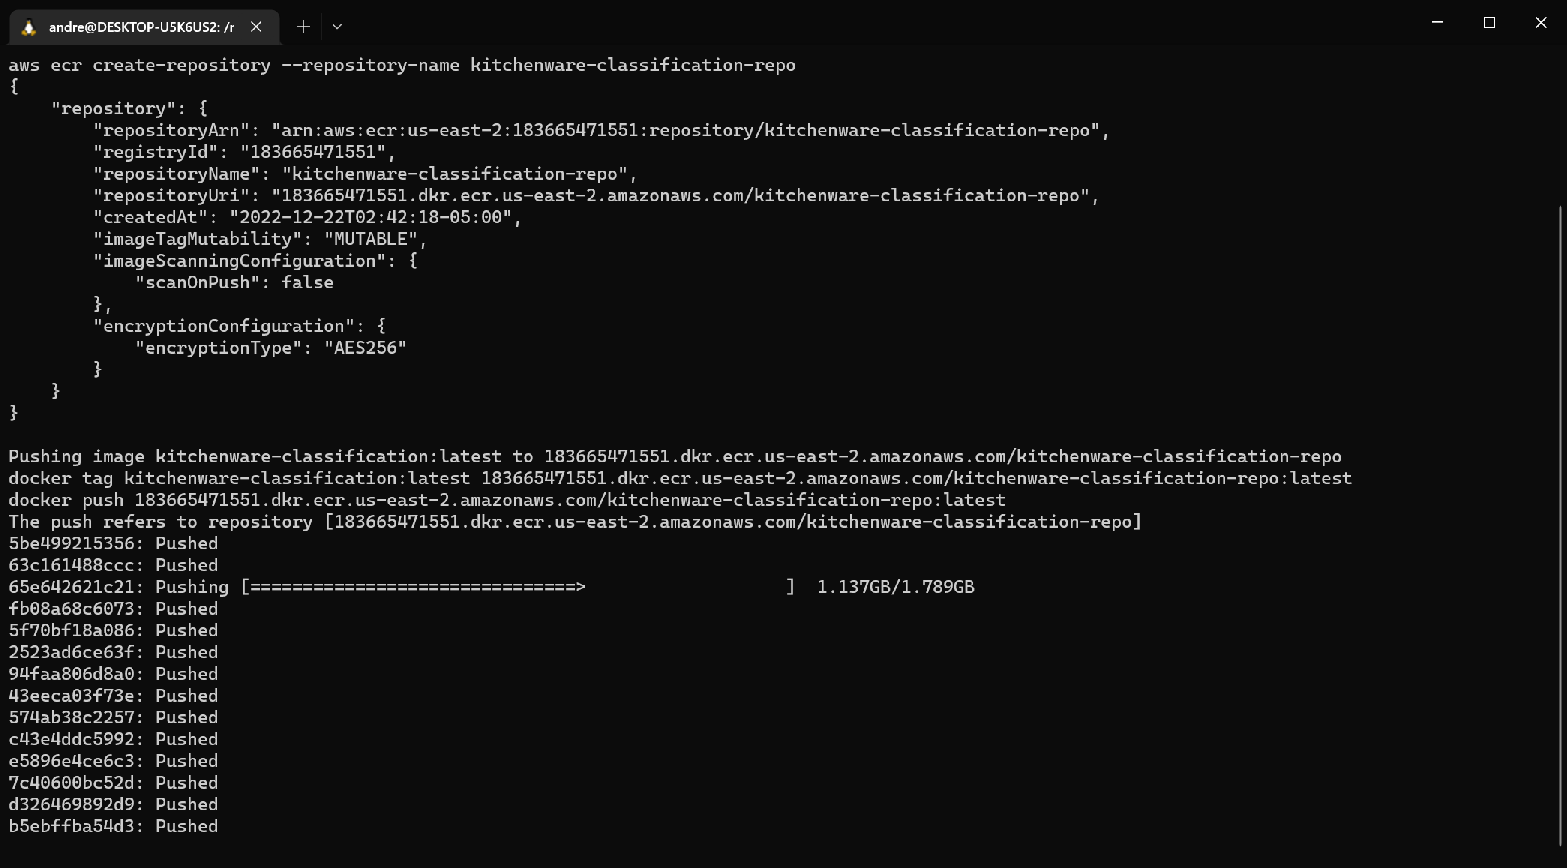 andre@DESKTOP-U5K6US2: /r
aws ecr create-repository --repository-name kitchenware-classification-repo
{
    "repository": {
        "repositoryArn": "arn:aws:ecr:us-east-2:183665471551:repository/kitchenware-classification-repo",
        "registryId": "183665471551",
        "repositoryName": "kitchenware-classification-repo",
        "repositoryUri": "183665471551.dkr.ecr.us-east-2.amazonaws.com/kitchenware-classification-repo",
        "createdAt": "2022-12-22T02:42:18-05:00",
        "imageTagMutability": "MUTABLE",
        "imageScanningConfiguration": {
            "scanOnPush": false
        },
        "encryptionConfiguration": {
            "encryptionType": "AES256"
        }
    }
}
Pushing image kitchenware-classification:latest to 183665471551.dkr.ecr.us-east-2.amazonaws.com/kitchenware-classification-repo
docker tag kitchenware-classification:latest 183665471551.dkr.ecr.us-east-2.amazonaws.com/kitchenware-classification-repo:latest
docker push 183665471551.dkr.ecr.us-east-2.amazonaws.com/kitchenware-classification-repo:latest
The push refers to repository [183665471551.dkr.ecr.us-east-2.amazonaws.com/kitchenware-classification-repo]
5be499215356: Pushed
63c161488ccc: Pushed
65e642621c21: Pushing [===============================>                   ]  1.137GB/1.789GB
fb08a68c6073: Pushed
5f70bf18a086: Pushed
2523ad6ce63f: Pushed
94faa806d8a0: Pushed
43eeca03f73e: Pushed
574ab38c2257: Pushed
c43e4ddc5992: Pushed
e5896e4ce6c3: Pushed
7c40600bc52d: Pushed
d326469892d9: Pushed
b5ebffba54d3: Pushed